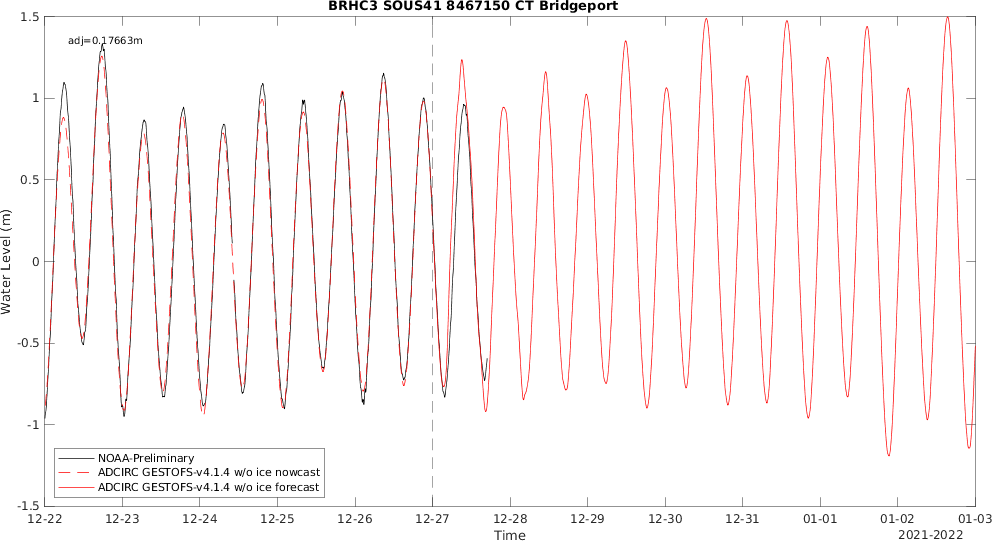 BRHC3 SOUS41 8467150 CT Bridgeport
adj=0.17663m
1.5
1
0.5
0
-0.5
-1
-1.5
Water Level (m)
NOAA-Preliminary
ADCIRC GESTOFS-v4.1.4 w/o ice nowcast
ADCIRC GESTOFS-v4.1.4 w/o ice forecast
12-22 12-23 12-24 12-25 12-26 12-27 12-28 12-29 12-30 12-31 01-01 01-02 01-03
Time
2021-2022